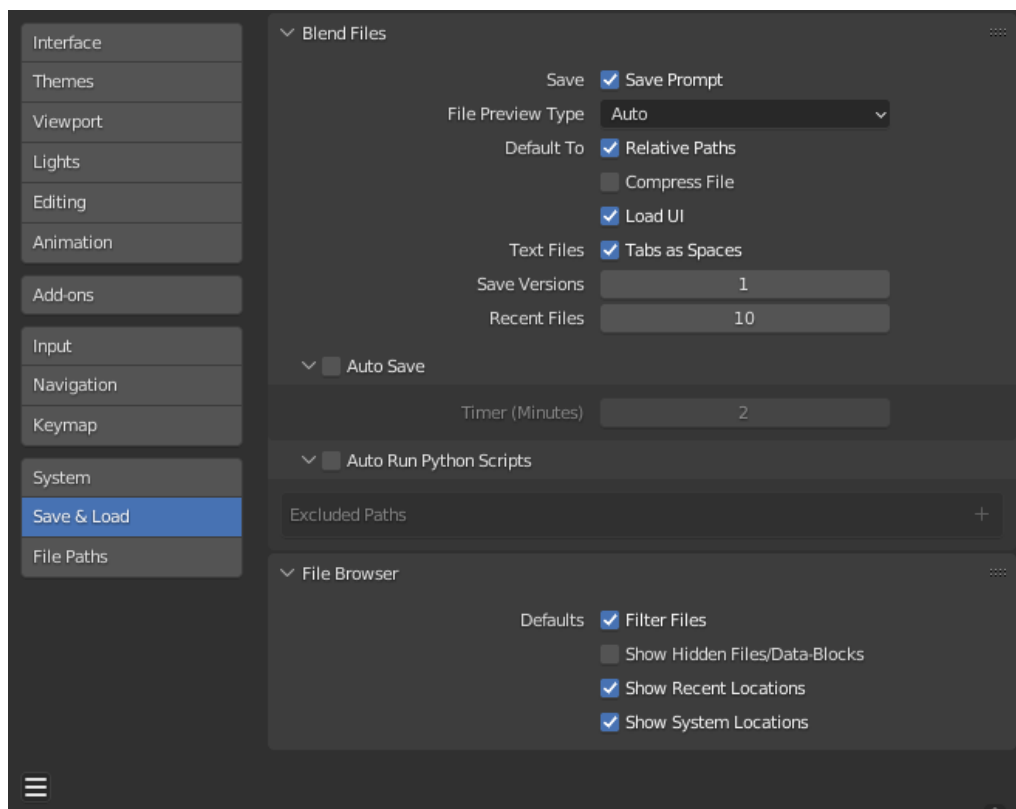 Interface
Themes
Viewport
Lights
Editing
Animation
Add-ons
Input
Navigation
Keymap
System
Save & Load
File Paths
Blend Files
Save Save Prompt
File Preview Type Auto
Default To Relative Paths
Compress File
Load UI
Text Files Tabs as Spaces
Save Versions 1
Recent Files 10
Auto Save
Timer (Minutes) 2
Auto Run Python Scripts
Excluded Paths
File Browser
Defaults Filter Files
Show Hidden Files/Data-Blocks
Show Recent Locations
Show System Locations